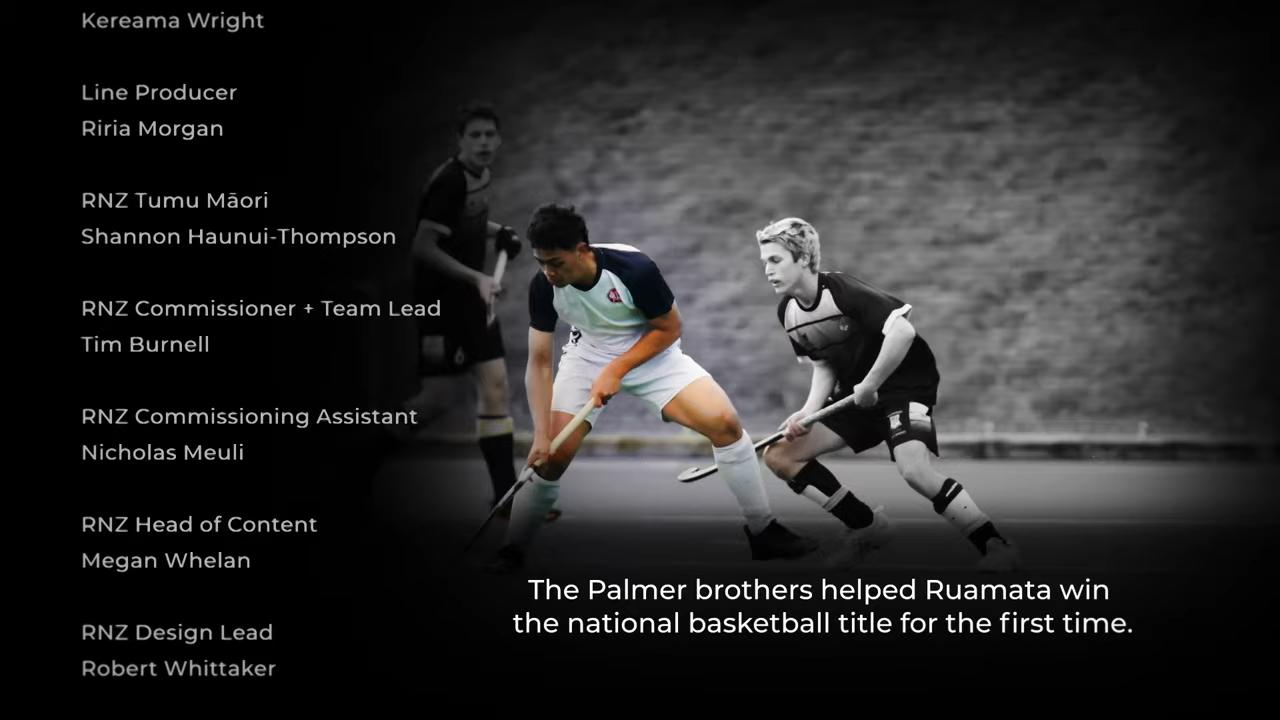 Kereama Wright
Line Producer
Riria Morgan
RNZ Tumu Māori
Shannon Haunui-Thompson
RNZ Commissioner + Team Lead
Tim Burnell
RNZ Commissioning Assistant
Nicholas Meuli
RNZ Head of Content
Megan Whelan
RNZ Design Lead
Robert Whittaker
The Palmer brothers helped Ruamata win
the national basketball title for the first time.